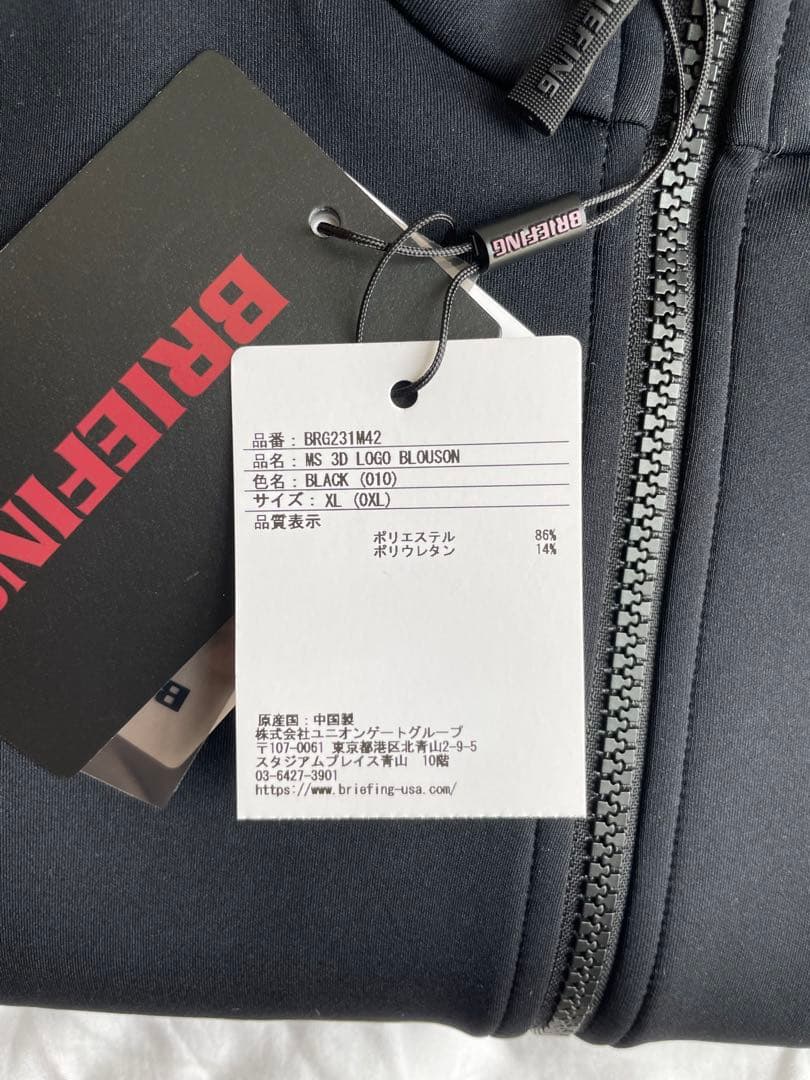 BRIEFING
BRIEFING
BRIEFING
品番：BRG231M42
品名：MS 3D LOGO BLOUSON
色名：BLACK (010)
サイズ：XL (0XL)
品質表示
ポリエステル 86%
ポリウレタン 14%
原産国：中国製
株式会社ユニオンゲートグループ
〒107-0061 東京都港区北青山2-9-5
スタジアムプレイス青山 10階
03-6427-3901
https://www.briefing-usa.com/
B